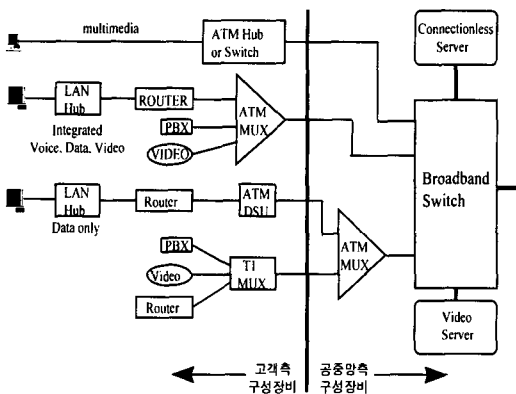 multimedia
ATM Hub
or Switch
Connectionless
Server
LAN
Hub
ROUTER
Integrated
Voice, Data, Video
PBX
VIDEO
ATM
MUX
Broadband
Switch
LAN
Hub
Data only
Router
ATM
DSU
PBX
Video
Router
T1
MUX
ATM
MUX
Video
Server
고객측
구성장비
공중망측
구성장비